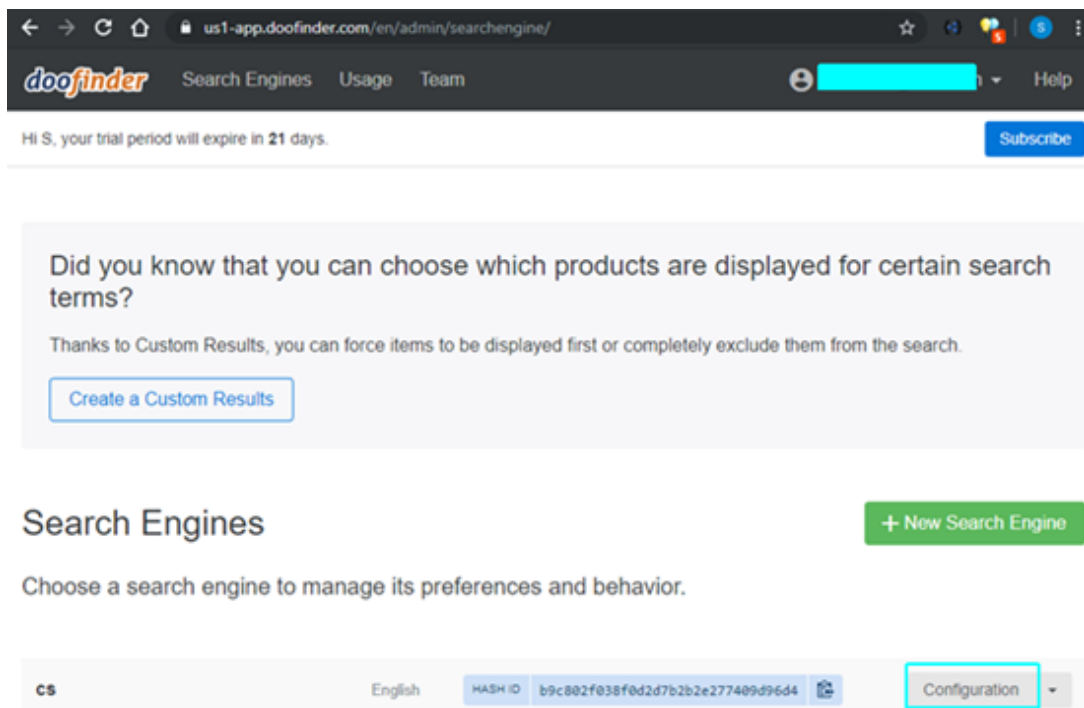 us1-app.doofinder.com/en/admin/searchengine/
S
S
doofinder Search Engines Usage Team Help
Hi S, your trial period will expire in 21 days. Subscribe
Did you know that you can choose which products are displayed for certain search
terms?
Thanks to Custom Results, you can force items to be displayed first or completely exclude them from the search.
Create a Custom Results
Search Engines + New Search Engine
Choose a search engine to manage its preferences and behavior.
cs English HASH ID b9c802f038f0d2d7b2b2e277409d96d4 Configuration